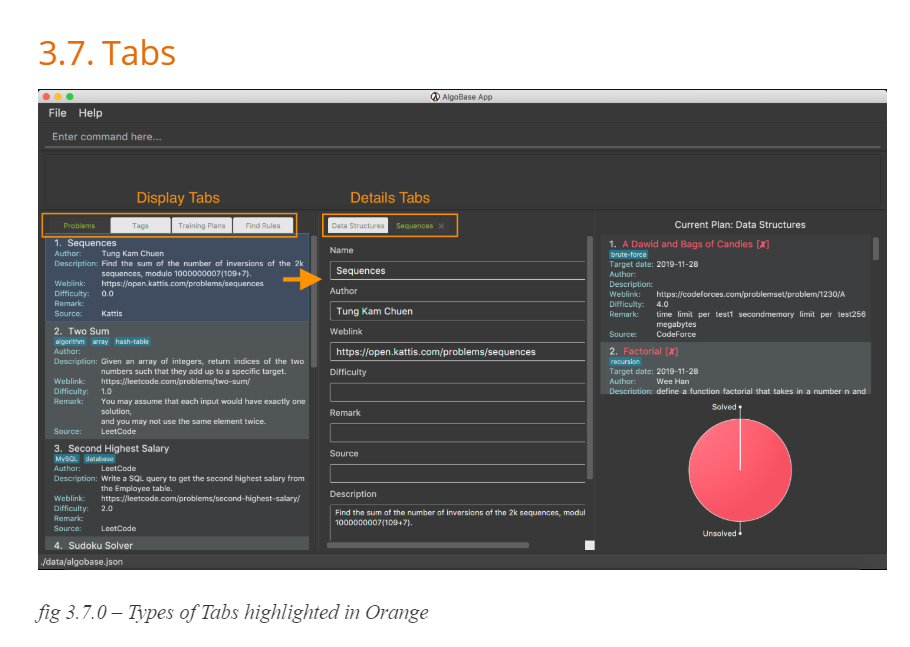 3.7. Tabs
AlgoBase App
File Help
Enter command here...
Display Tabs
Details Tabs
Problems Tags Training Plans Find Rules
1. Sequences
Author: Tung Kam Chuen
Description: Find the sum of the number of inversions of the 2k
sequences, modulo 1000000007(109+7).
Weblink: https://open.kattis.com/problems/sequences
Difficulty: 0.0
Remark:
Source: Kattis
2. Two Sum
algorithm array hash-table
Author:
Description: Given an array of integers, return indices of the two
numbers such that they add up to a specific target.
Weblink: https://leetcode.com/problems/two-sum/
Difficulty: 1.0
Remark: You may assume that each input would have exactly one
solution,
and you may not use the same element twice.
Source: LeetCode
3. Second Highest Salary
MySQL database
Author: LeetCode
Description: Write a SQL query to get the second highest salary from
the Employee table.
Weblink: https://leetcode.com/problems/second-highest-salary/
Difficulty: 2.0
Remark:
Source: LeetCode
4. Sudoku Solver
Data Structures Sequences ×
Name
Sequences
Author
Tung Kam Chuen
Weblink
https://open.kattis.com/problems/sequences
Difficulty
Remark
Source
Description
Find the sum of the number of inversions of the 2k sequences, modul
1000000007(109+7).
Current Plan: Data Structures
1. A Dawid and Bags of Candies [✘]
brute-force
Target date: 2019-11-28
Author:
Description:
Weblink: https://codeforces.com/problemset/problem/1230/A
Difficulty: 4.0
Remark: time limit per test1 secondmemory limit per test256
megabytes
Source: CodeForce
2. Factorial [✘]
recursion
Target date: 2019-11-28
Author: Wee Han
Description: define a function factorial that takes in a number n and
Solved
Unsolved
./data/algobase.json
fig 3.7.0 – Types of Tabs highlighted in Orange